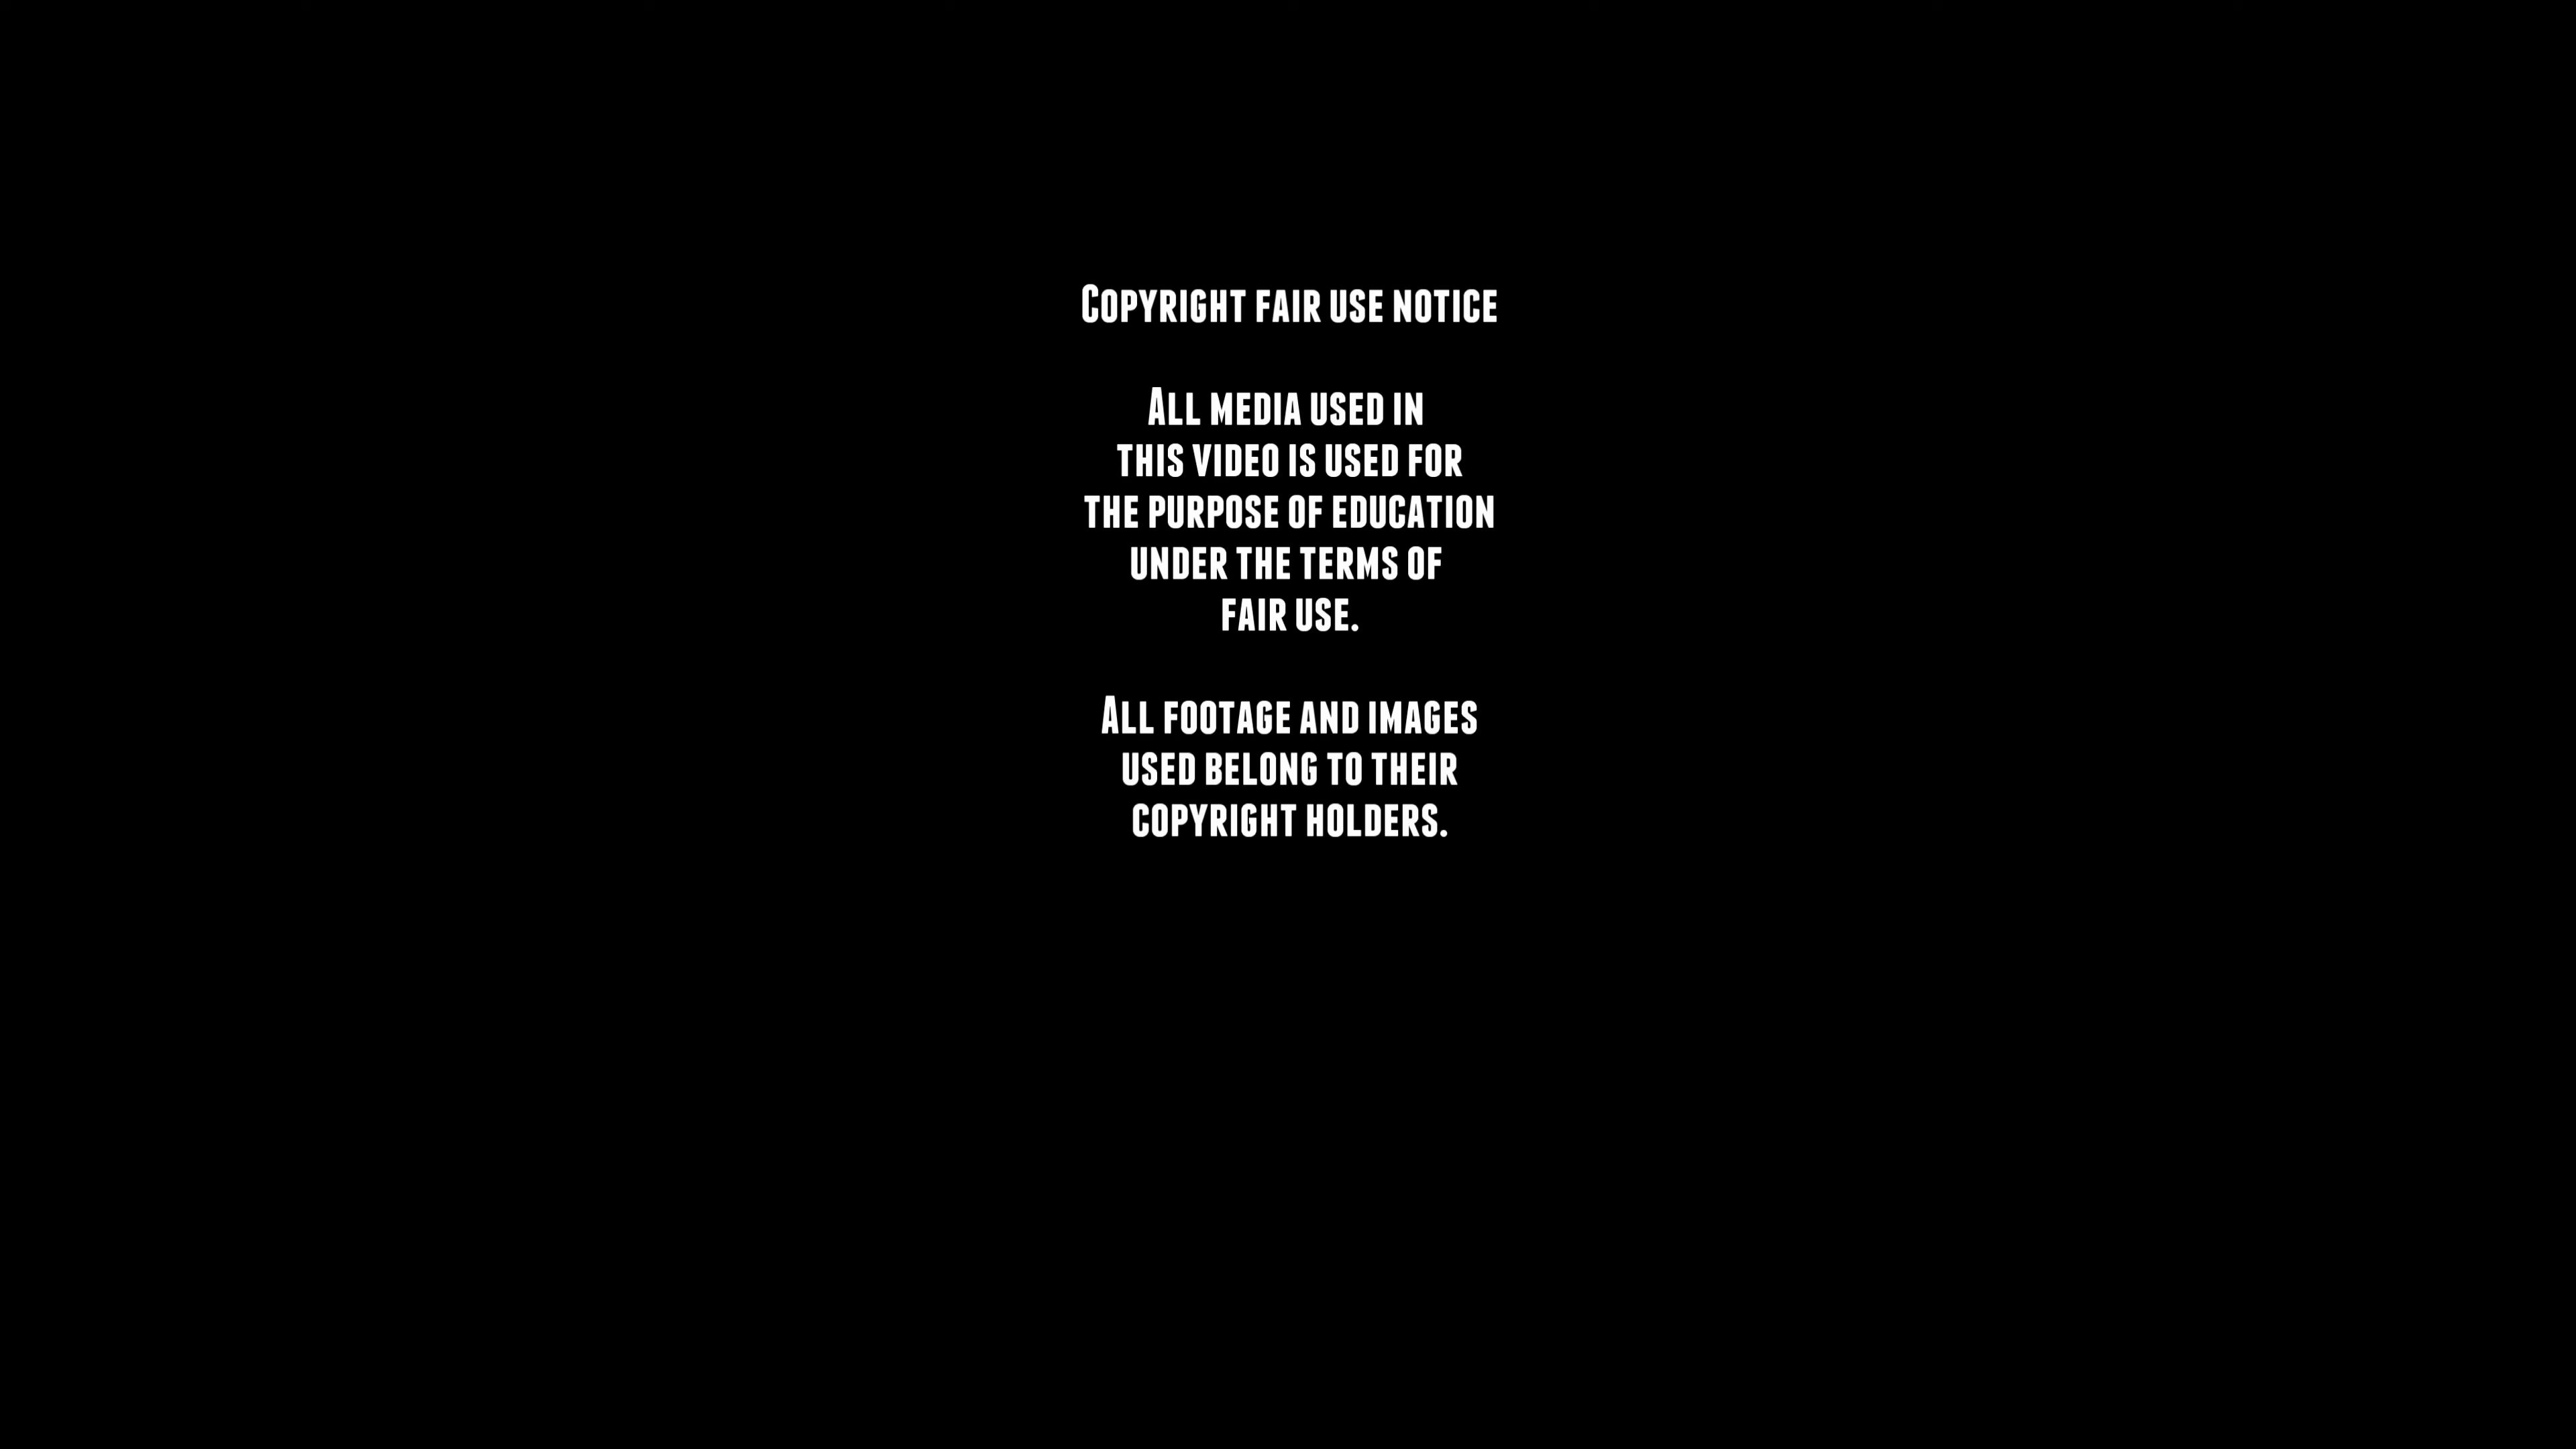 Copyright fair use notice
All media used in
this video is used for
the purpose of education
under the terms of
fair use.
All footage and images
used belong to their
copyright holders.